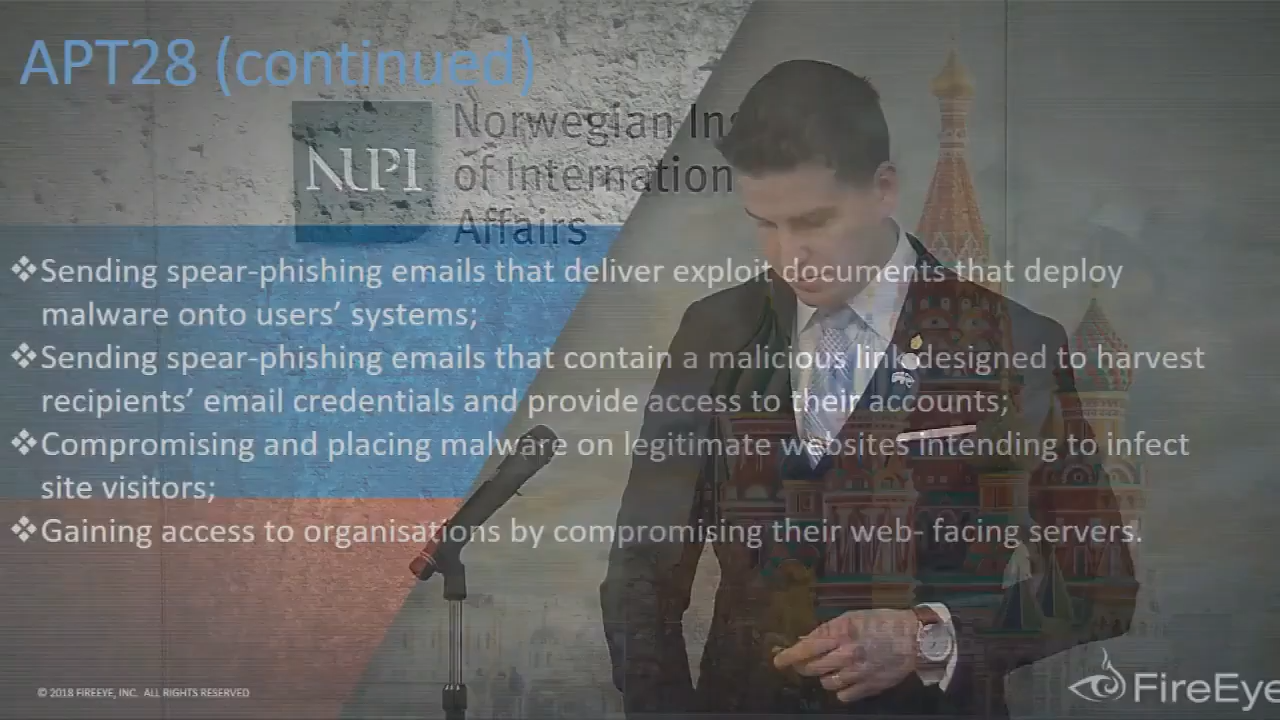 APT28 (continued)
NUPI
Norwegian
of International
Affairs
❖Sending spear-phishing emails that deliver exploit documents that deploy
malware onto users’ systems;
❖Sending spear-phishing emails that contain a malicious link designed to harvest
recipients’ email credentials and provide access to their accounts;
❖Compromising and placing malware on legitimate websites intending to infect
site visitors;
❖Gaining access to organisations by compromising their web- facing servers.
© 2018 FIREEYE, INC. ALL RIGHTS RESERVED
FireEye